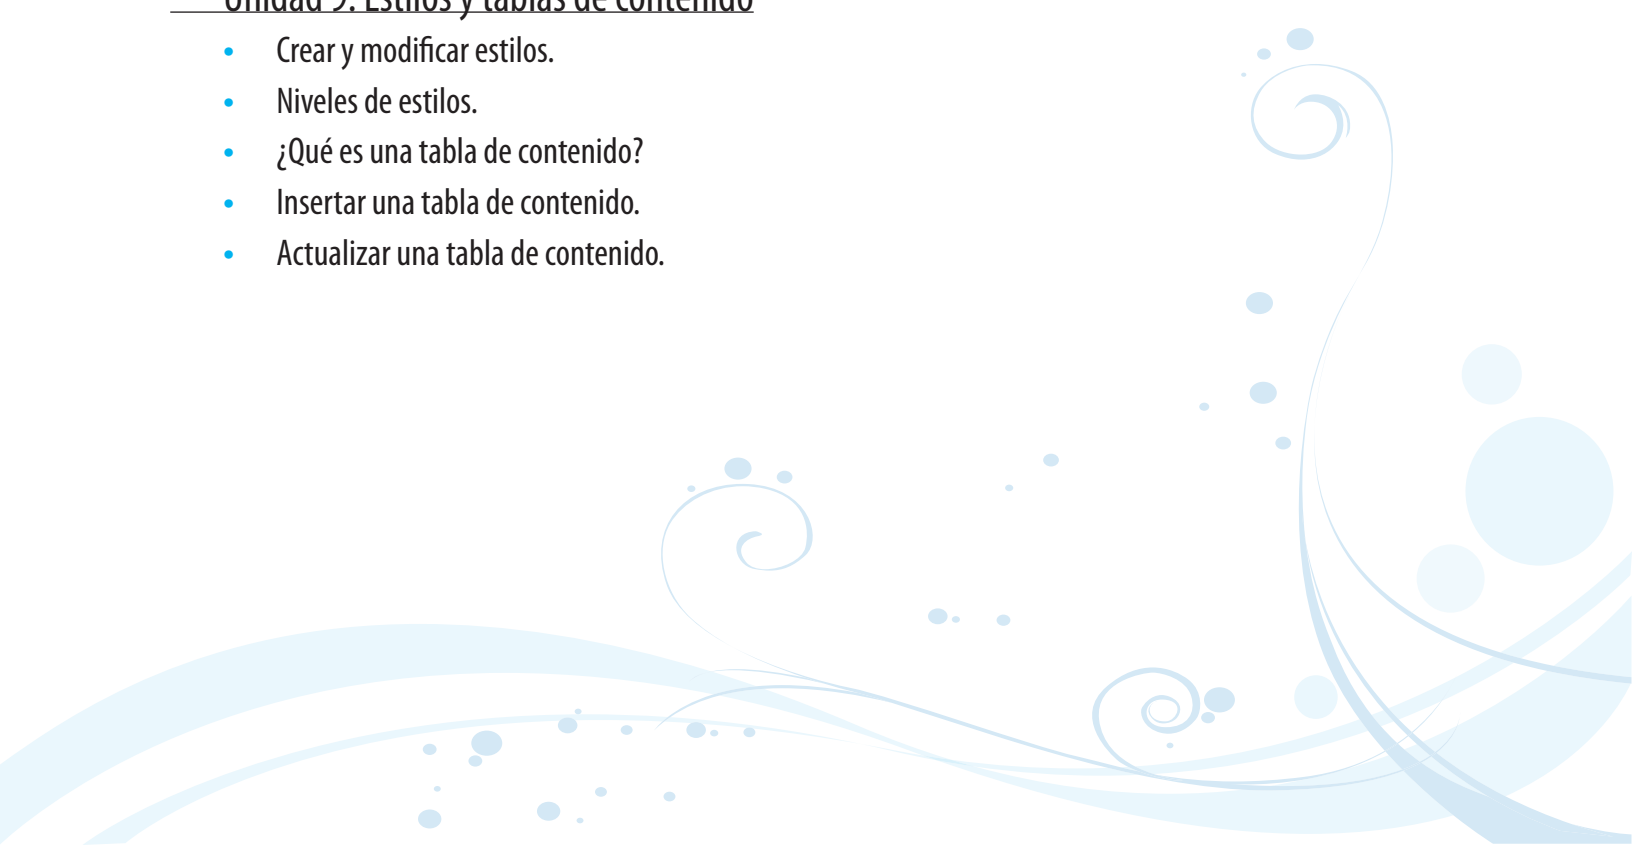 Unidad 9. Estilos y tablas de contenido
• Crear y modificar estilos.
• Niveles de estilos.
• ¿Qué es una tabla de contenido?
• Insertar una tabla de contenido.
• Actualizar una tabla de contenido.